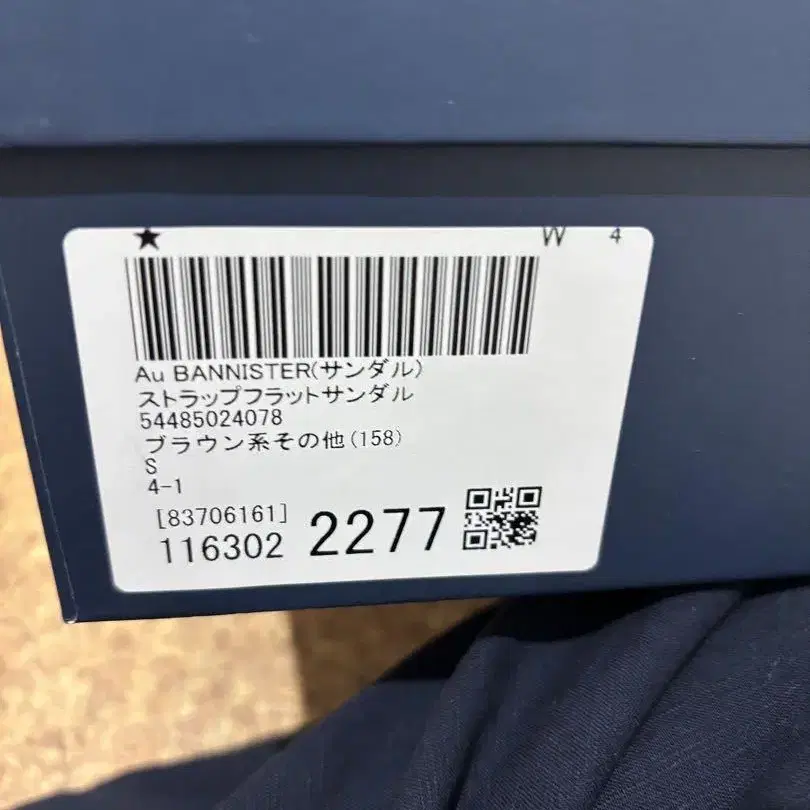 ★ W 4
Au BANNISTER(サンダル)
ストラップフラットサンダル
54485024078
ブラウン系その他(158)
S
4-1
[83706161]
116302 2277